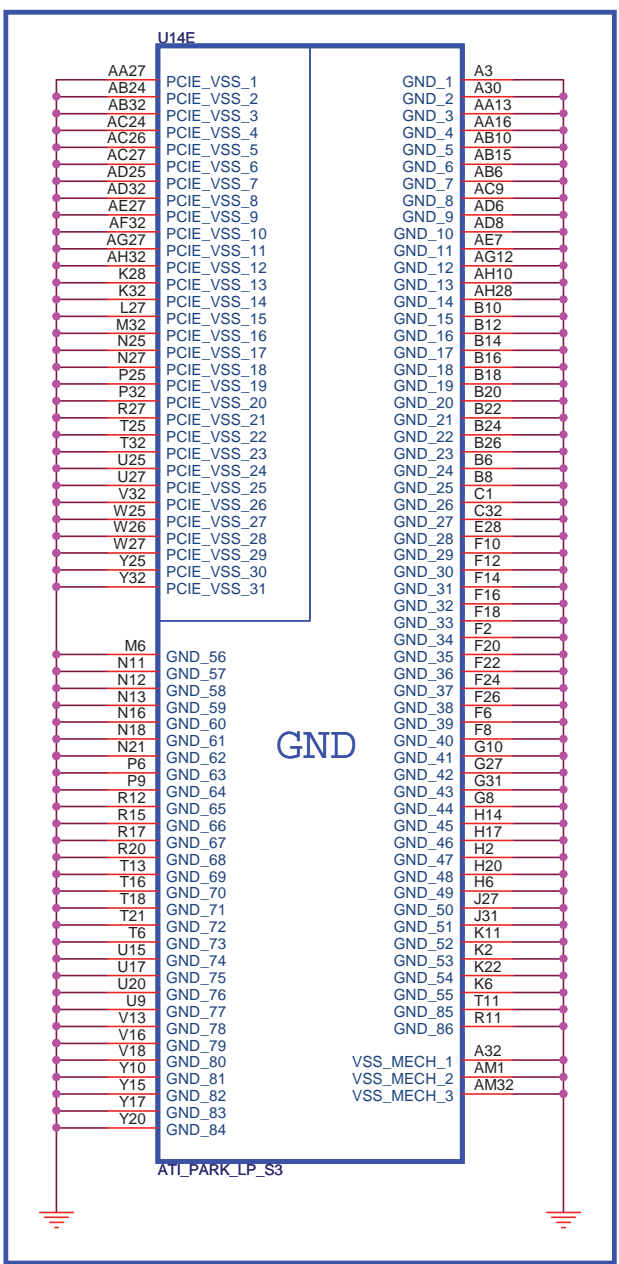 U14E
AA27 PCIE_VSS_1 GND_1 A3
AB24 PCIE_VSS_2 GND_2 A30
AB32 PCIE_VSS_3 GND_3 AA13
AC24 PCIE_VSS_4 GND_4 AA16
AC26 PCIE_VSS_5 GND_5 AB10
AC27 PCIE_VSS_6 GND_6 AB15
AD25 PCIE_VSS_7 GND_7 AB6
AD32 PCIE_VSS_8 GND_8 AC9
AE27 PCIE_VSS_9 GND_9 AD6
AF32 PCIE_VSS_10 GND_10 AD8
AG27 PCIE_VSS_11 GND_11 AE7
AH32 PCIE_VSS_12 GND_12 AG12
K28 PCIE_VSS_13 GND_13 AH10
K32 PCIE_VSS_14 GND_14 AH28
L27 PCIE_VSS_15 GND_15 B10
M32 PCIE_VSS_16 GND_16 B12
N25 PCIE_VSS_17 GND_17 B14
N27 PCIE_VSS_18 GND_18 B16
P25 PCIE_VSS_19 GND_19 B18
P32 PCIE_VSS_20 GND_20 B20
R27 PCIE_VSS_21 GND_21 B22
T25 PCIE_VSS_22 GND_22 B24
T32 PCIE_VSS_23 GND_23 B26
U25 PCIE_VSS_24 GND_24 B6
U27 PCIE_VSS_25 GND_25 B8
V32 PCIE_VSS_26 GND_26 C1
W25 PCIE_VSS_27 GND_27 C32
W26 PCIE_VSS_28 GND_28 E28
W27 PCIE_VSS_29 GND_29 F10
Y25 PCIE_VSS_30 GND_30 F12
Y32 PCIE_VSS_31 GND_31 F14
GND_32 F16
GND_33 F18
GND_34 F2
M6 GND_56 GND_35 F20
N11 GND_57 GND_36 F22
N12 GND_58 GND_37 F24
N13 GND_59 GND_38 F26
N16 GND_60 GND_39 F6
N18 GND_61 GND_40 F8
N21 GND_62 GND_41 G10
P6 GND_63 GND_42 G27
P9 GND_64 GND_43 G31
R12 GND_65 GND_44 G8
R15 GND_66 GND_45 H14
R17 GND_67 GND_46 H17
R20 GND_68 GND_47 H2
T13 GND_69 GND_48 H20
T16 GND_70 GND_49 H6
T18 GND_71 GND_50 J27
T21 GND_72 GND_51 J31
T6 GND_73 GND_52 K11
U15 GND_74 GND_53 K2
U17 GND_75 GND_54 K22
U20 GND_76 GND_55 K6
U9 GND_77 GND_85 T11
V13 GND_78 GND_86 R11
V16 GND_79
V18 GND_80 VSS_MECH_1 A32
Y10 GND_81 VSS_MECH_2 AM1
Y15 GND_82 VSS_MECH_3 AM32
Y17 GND_83
Y20 GND_84
GND
ATI_PARK_LP_S3